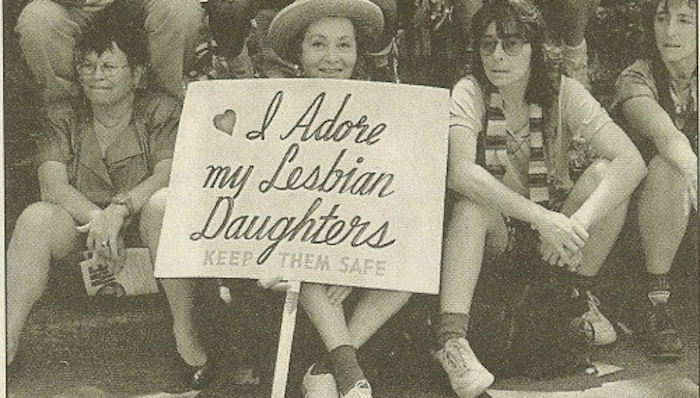 I Adore
my Lesbian
Daughters
KEEP THEM SAFE